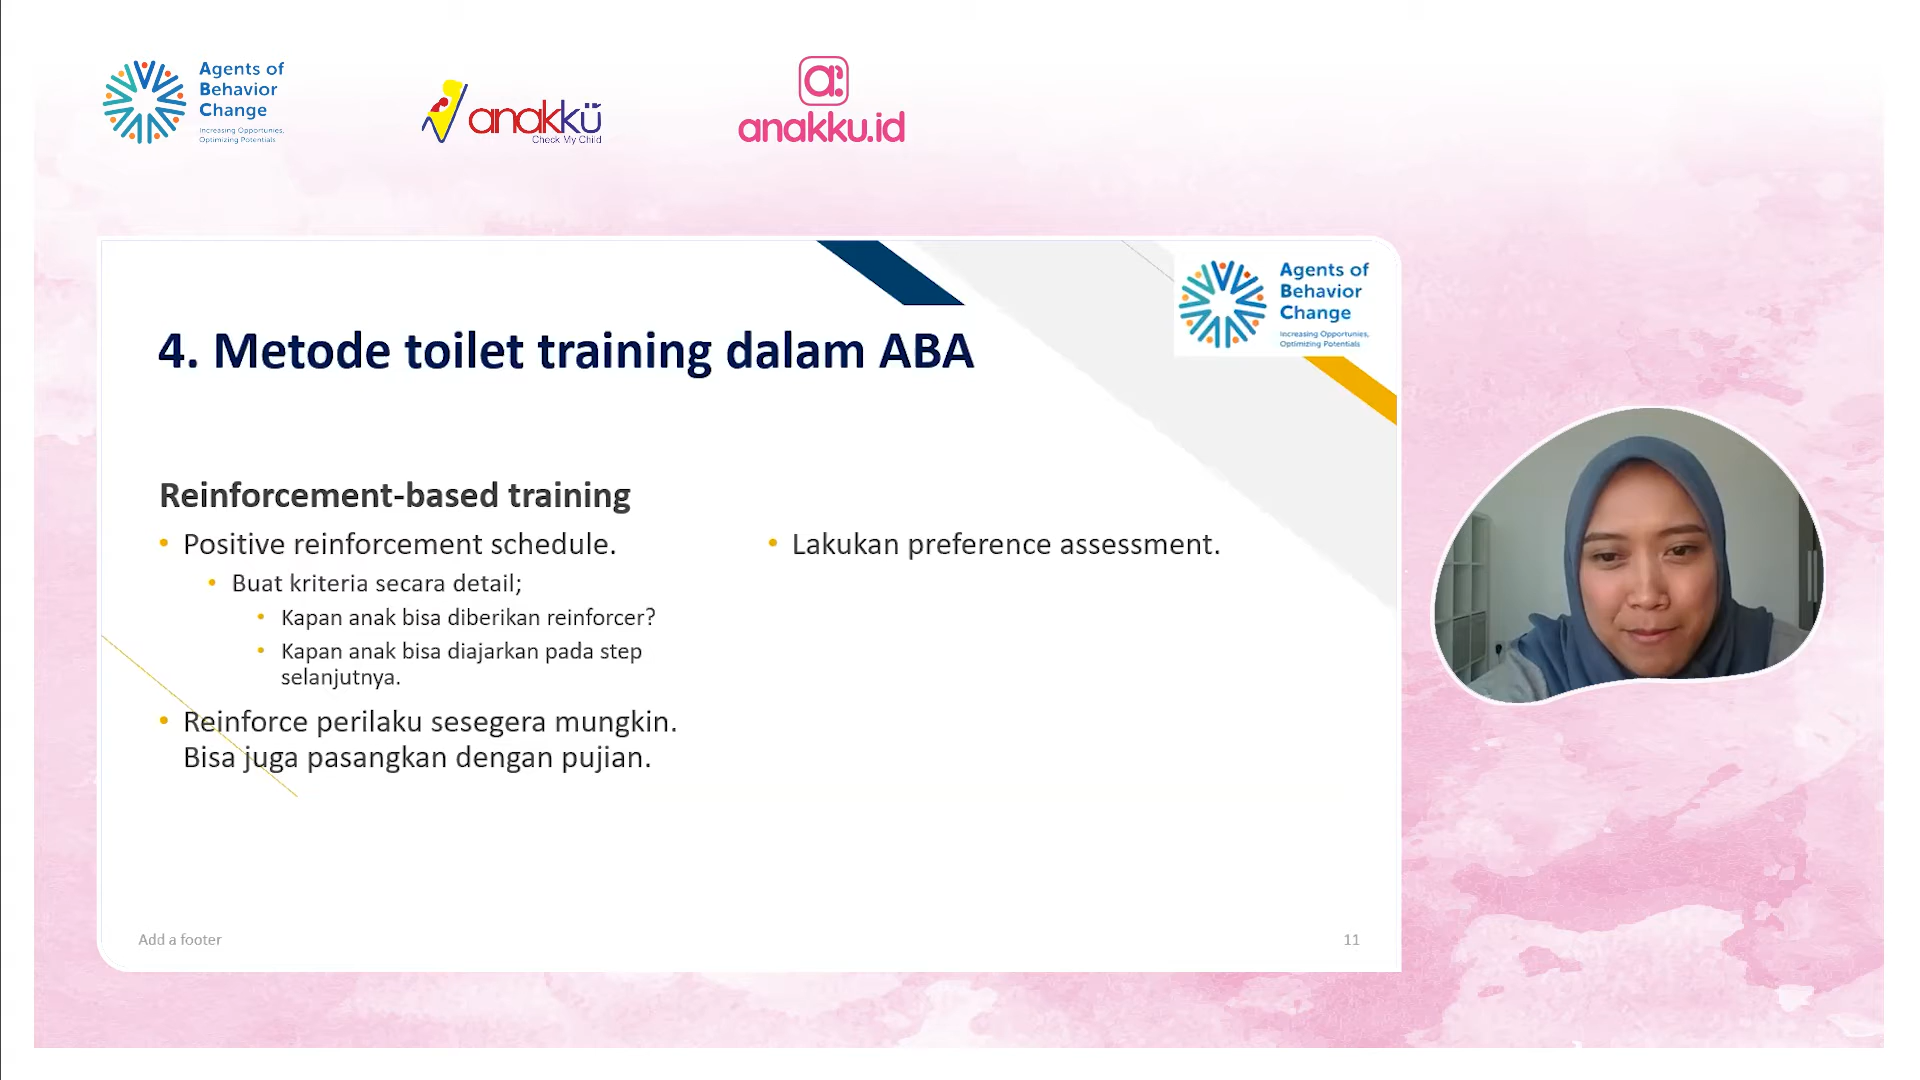 Agents of
Behavior
Change
Increasing Opportunies,
Optimizing Potentials
anakkü
Check My Child
a:
anakku.id
Agents of
Behavior
Change
Increasing Opportunies,
Optimizing Potentials
4. Metode toilet training dalam ABA
Reinforcement-based training
• Positive reinforcement schedule.
• Buat kriteria secara detail;
• Kapan anak bisa diberikan reinforcer?
• Kapan anak bisa diajarkan pada step
selanjutnya.
• Reinforce perilaku sesegera mungkin.
Bisa juga pasangkan dengan pujian.
• Lakukan preference assessment.
Add a footer
11